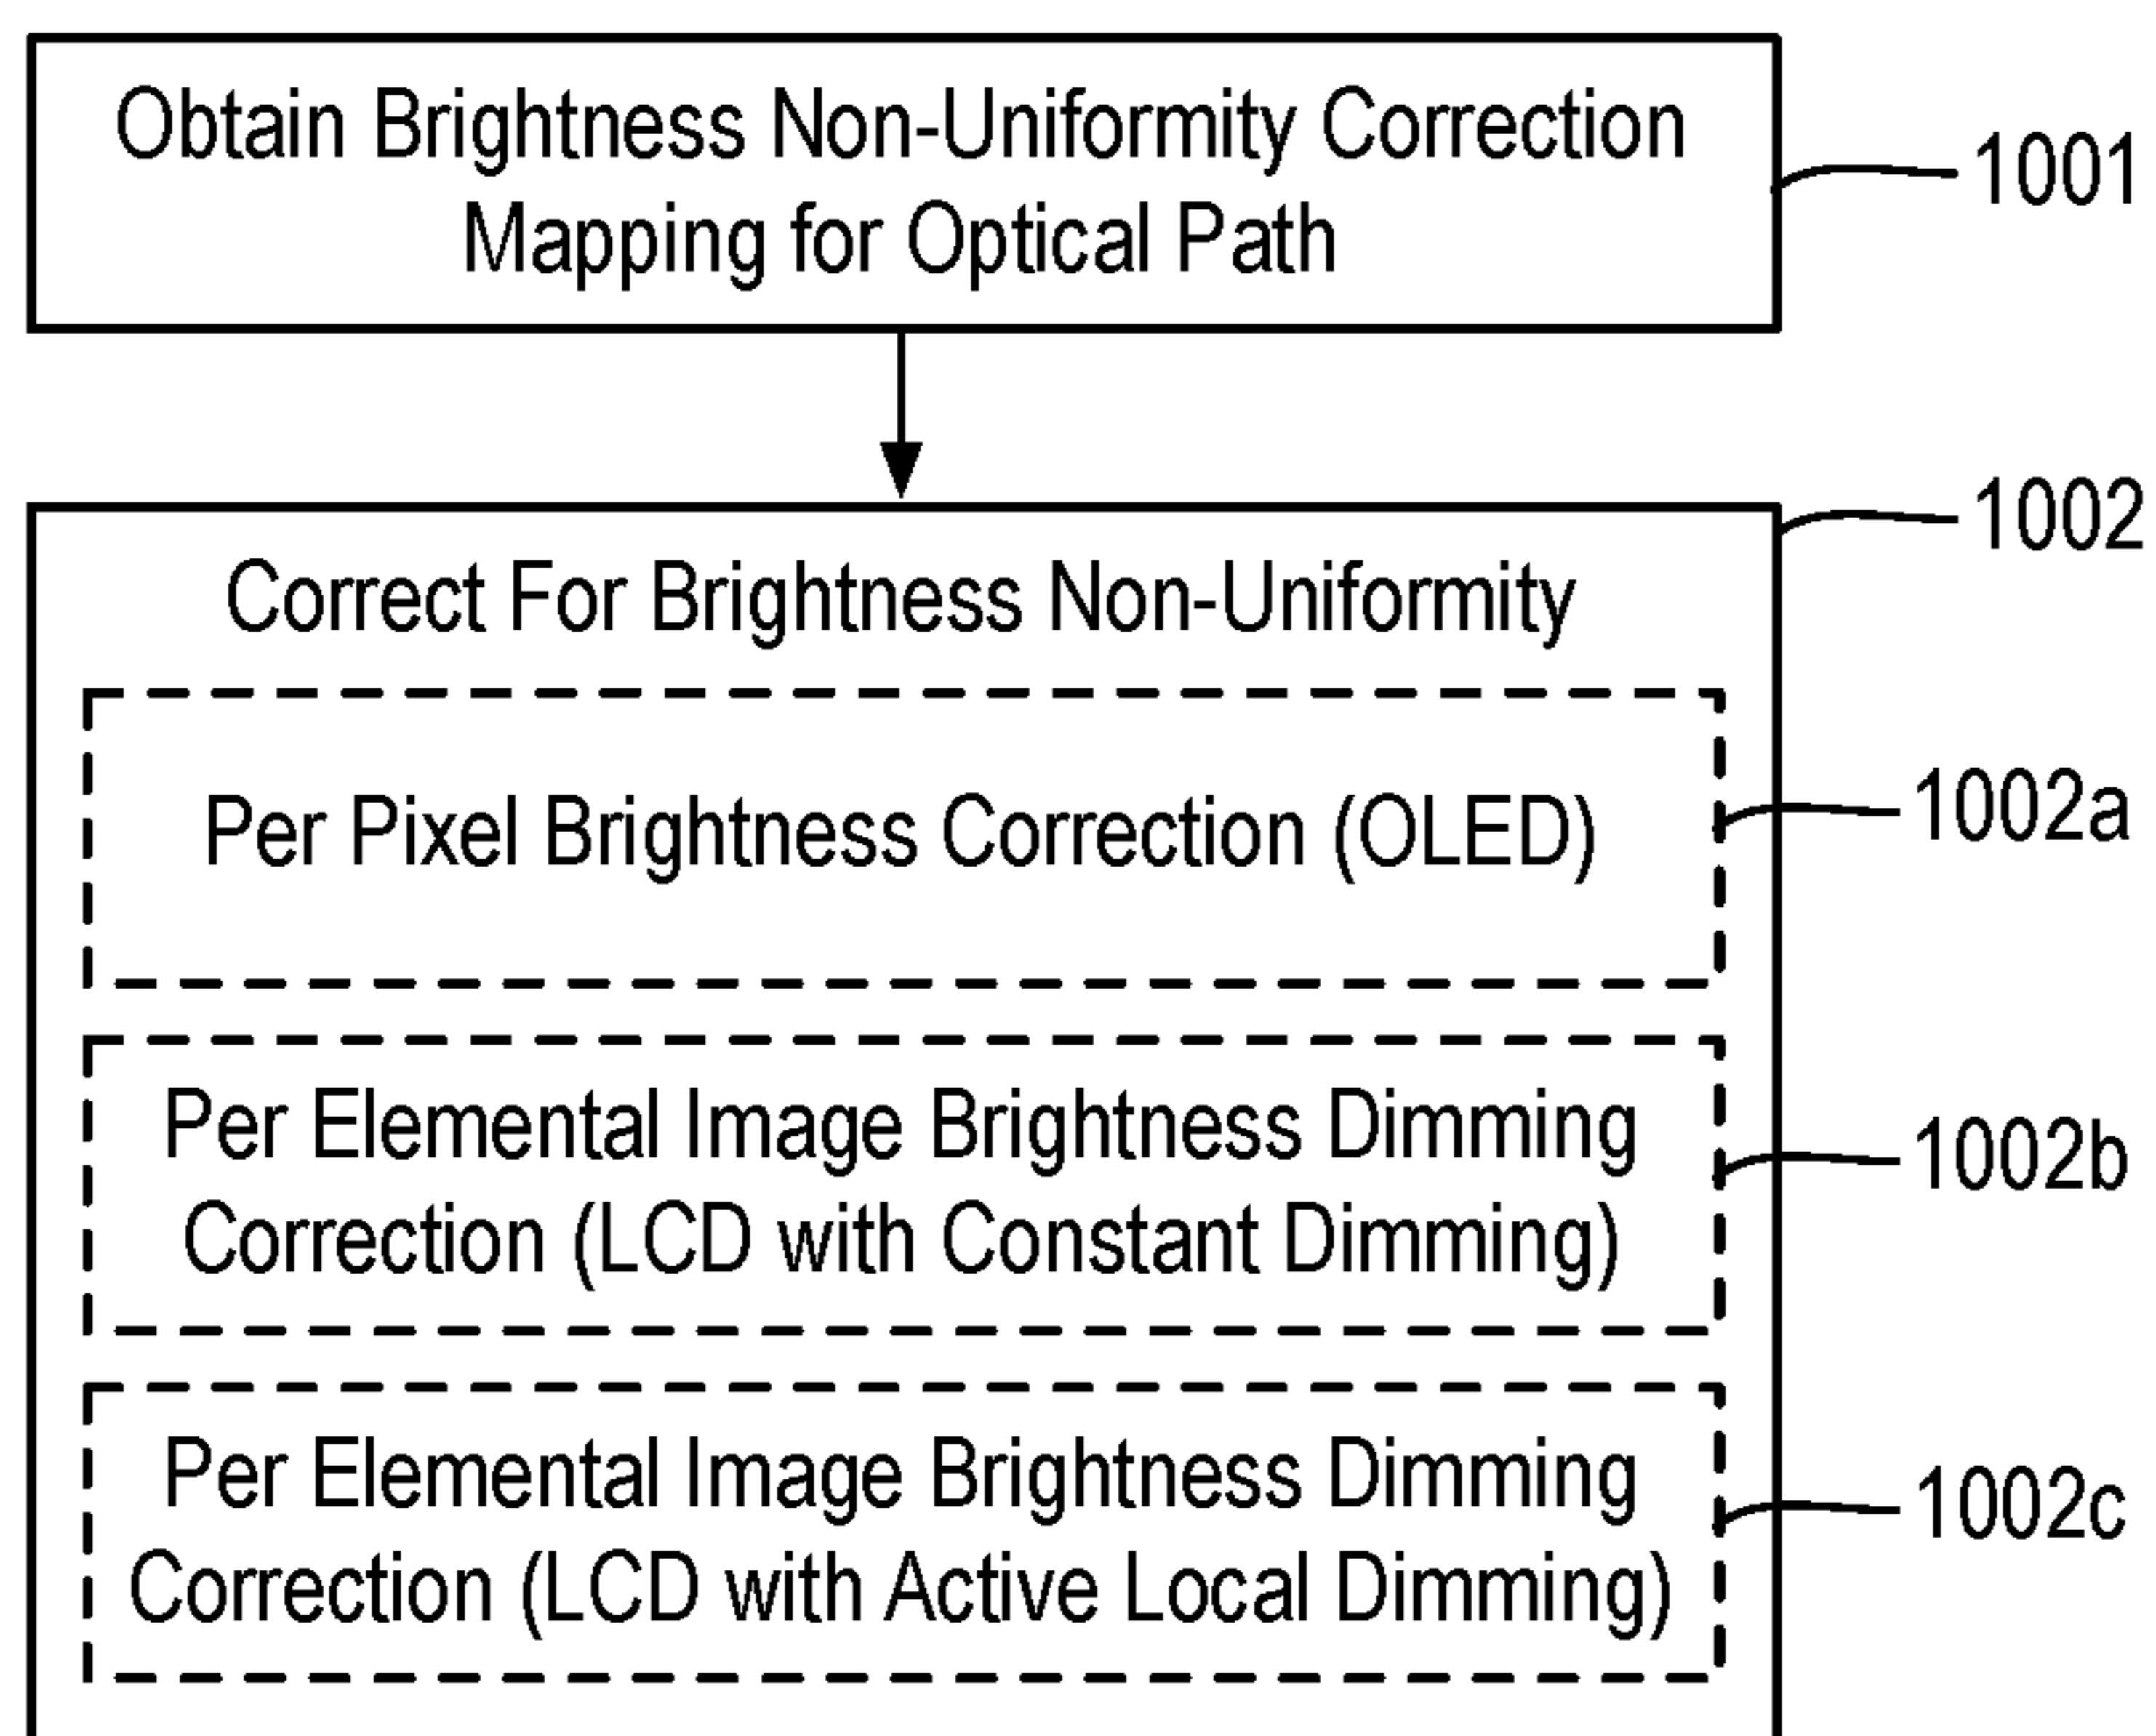 Obtain Brightness Non-Uniformity Correction
Mapping for Optical Path
1001
1002
Correct For Brightness Non-Uniformity
Per Pixel Brightness Correction (OLED)
1002a
Per Elemental Image Brightness Dimming
Correction (LCD with Constant Dimming)
1002b
Per Elemental Image Brightness Dimming
Correction (LCD with Active Local Dimming)
1002c